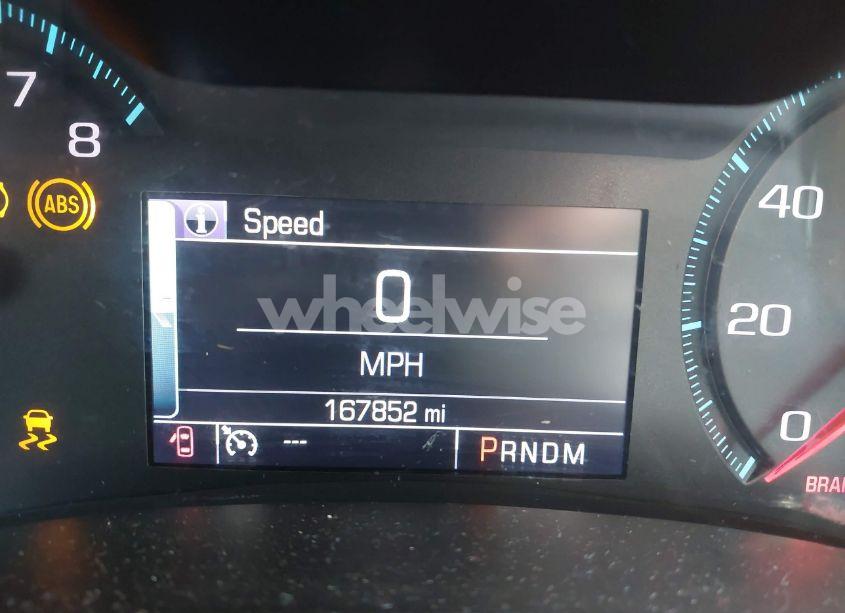 7
8
ABS
Speed
0
MPH
167852 mi
---
PRNDM
40
20
0
wheelwise